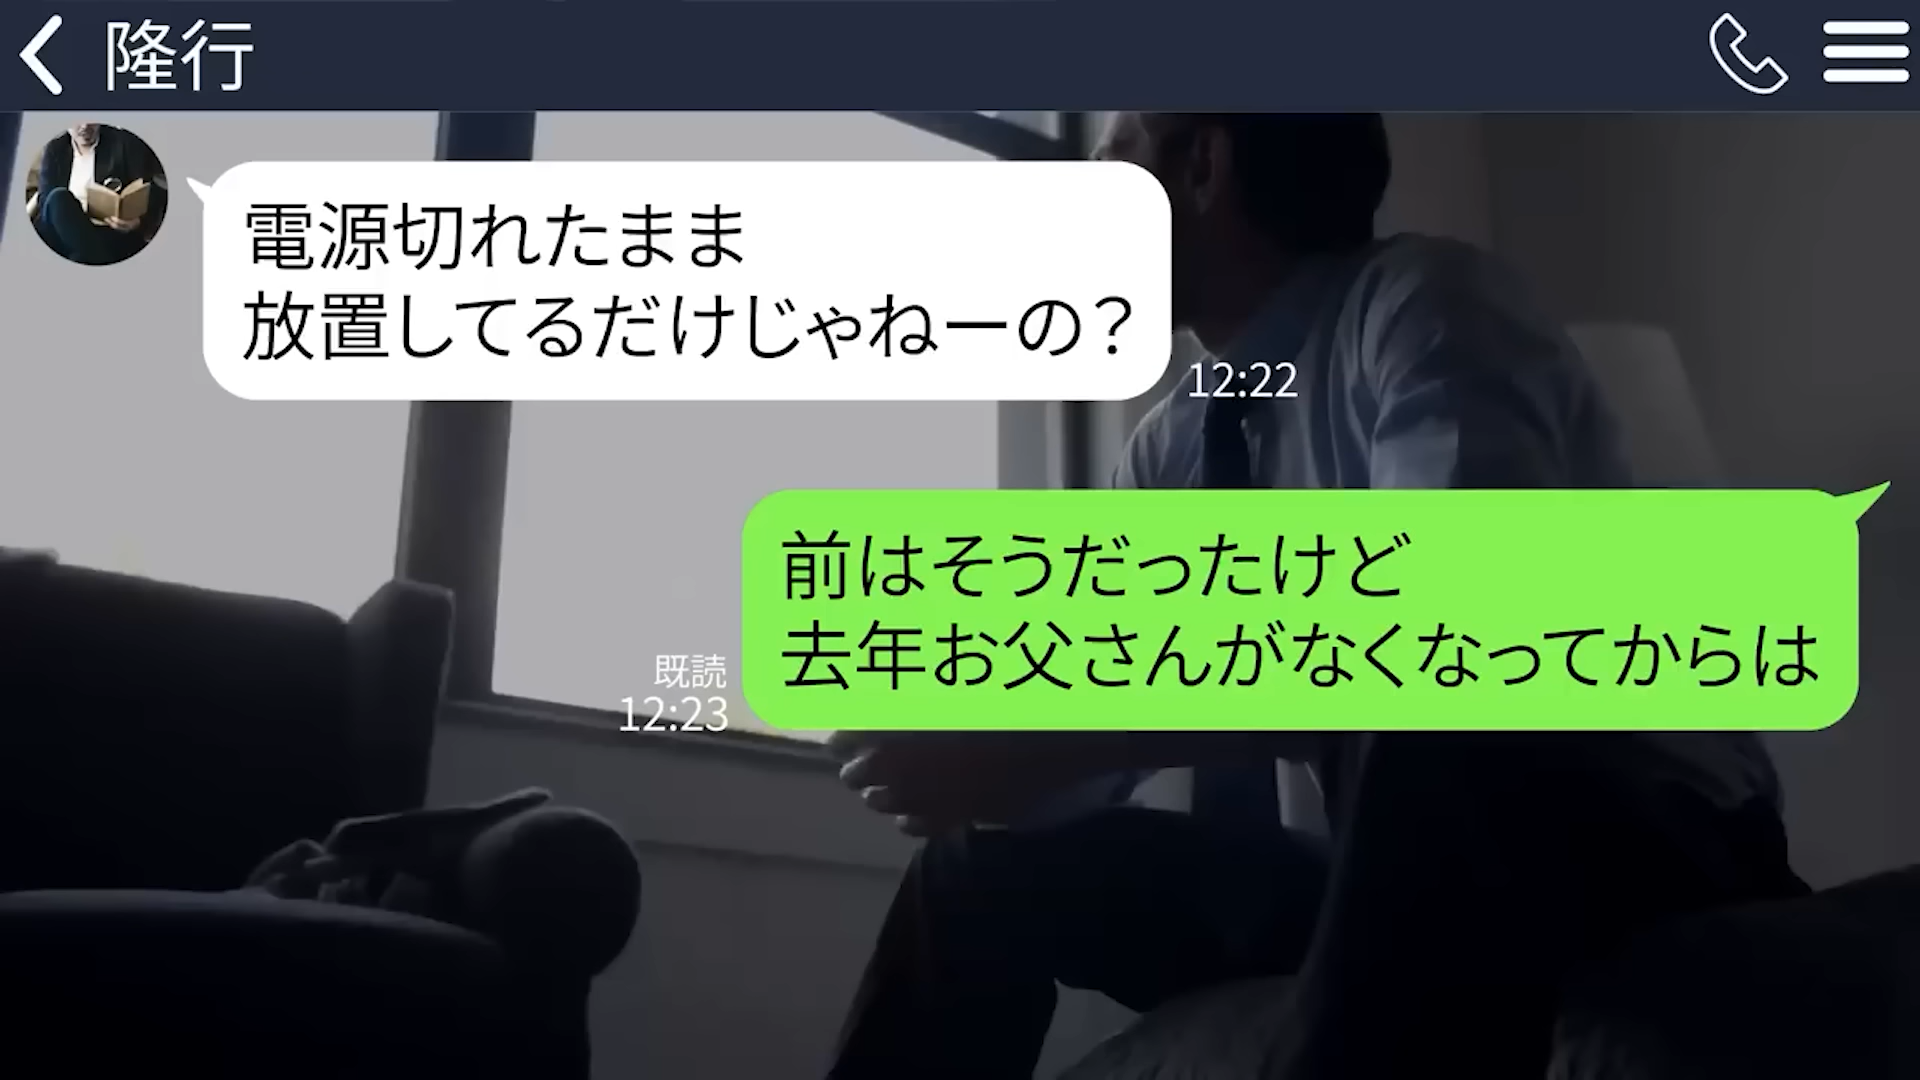 隆行
電源切れたまま
放置してるだけじゃねーの？
12:22
前はそうだったけど
去年お父さんがなくなってからは
既読
12:23